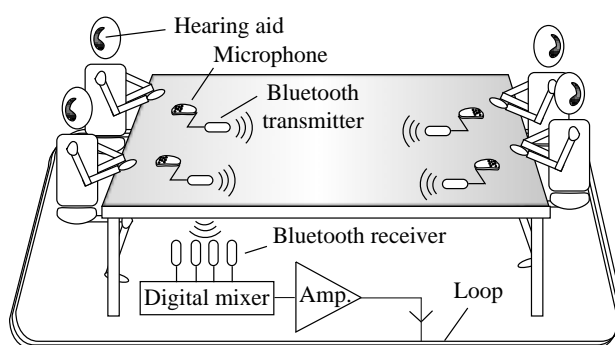 Hearing aid
Microphone
Bluetooth
transmitter
Bluetooth receiver
Digital mixer
Amp.
Loop